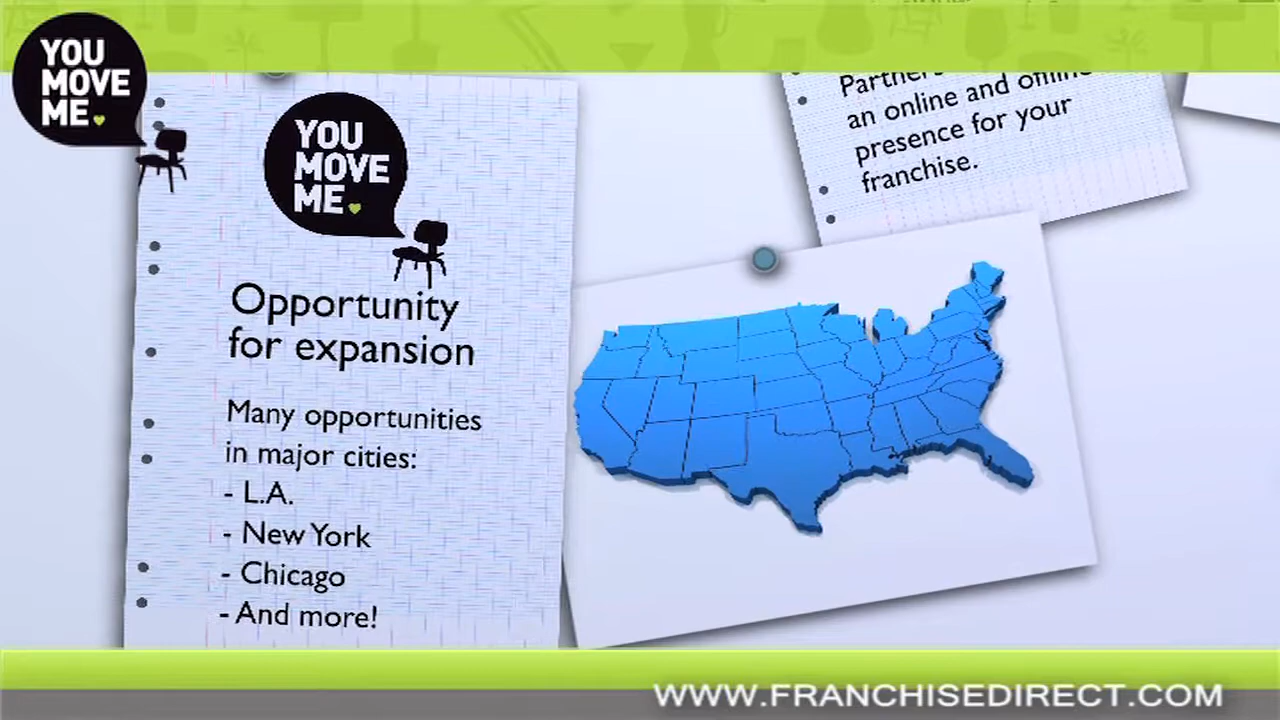 YOU
MOVE
ME.
YOU
MOVE
ME.
Opportunity
for expansion
Many opportunities
in major cities:
- L.A.
- New York
- Chicago
- And more!
an online and offline
presence for your
franchise.
WWW.FRANCHISEDIRECT.COM